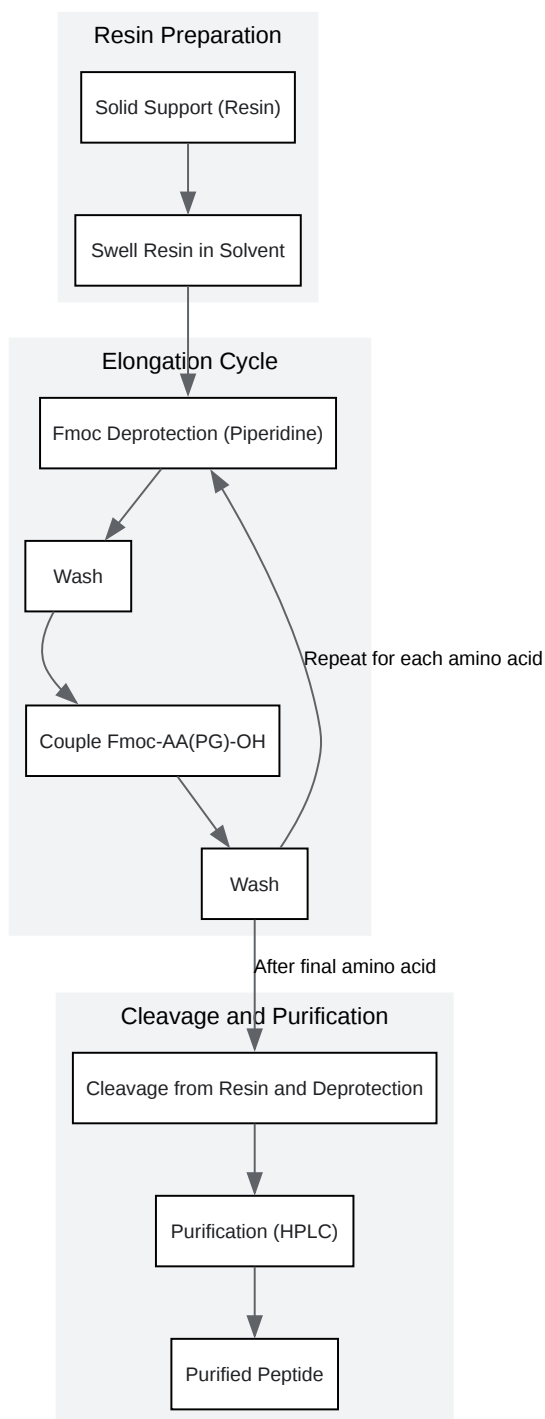 Resin Preparation
Solid Support (Resin)
Swell Resin in Solvent
Elongation Cycle
Fmoc Deprotection (Piperidine)
Wash
Repeat for each amino acid
Couple Fmoc-AA(PG)-OH
Wash
After final amino acid
Cleavage and Purification
Cleavage from Resin and Deprotection
Purification (HPLC)
Purified Peptide